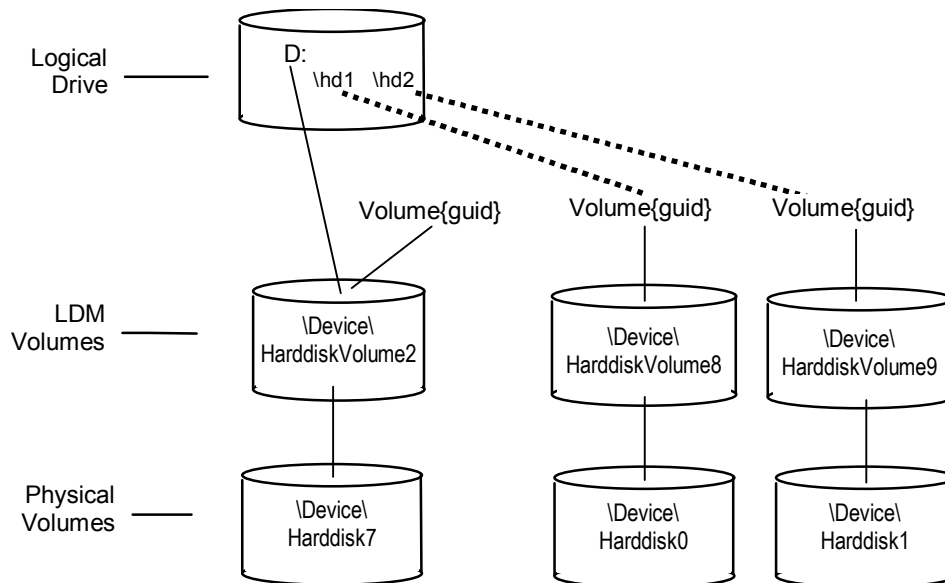 Logical
Drive
D:
\hd1 \hd2
Volume{guid} Volume{guid} Volume{guid}
LDM
Volumes
\Device\
HarddiskVolume2
\Device\
HarddiskVolume8
\Device\
HarddiskVolume9
Physical
Volumes
\Device\
Harddisk7
\Device\
Harddisk0
\Device\
Harddisk1